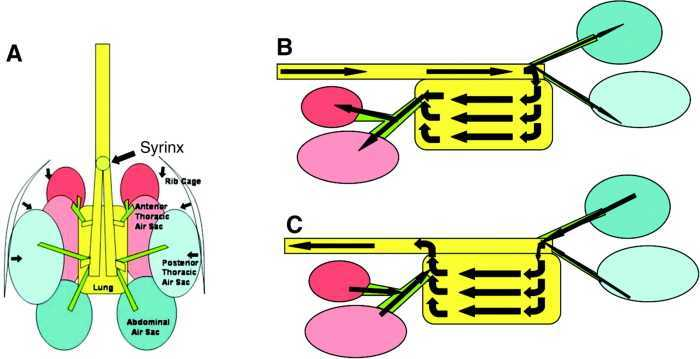 A
Syrinx
Rib Cage
Anterior
Thoracic
Air Sac
Posterior
Thoracic
Air Sac
Lung
Abdominal
Air Sac
B
C